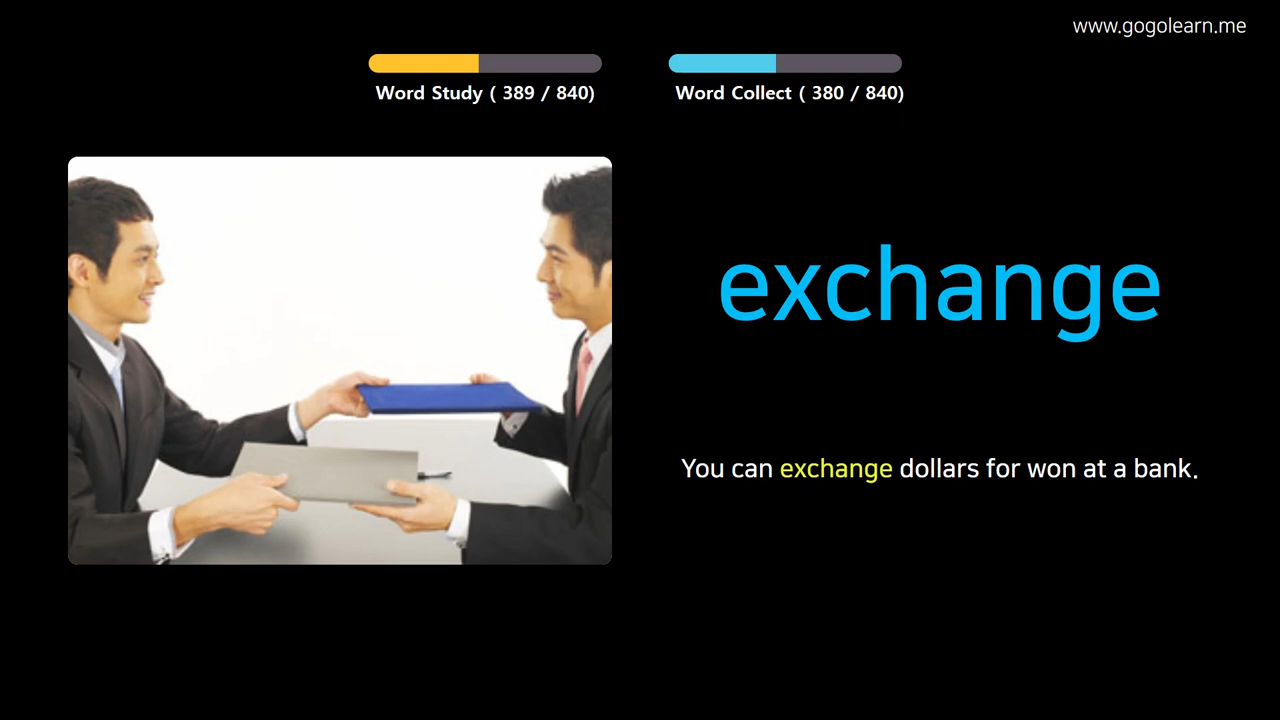 www.gogolearn.me
Word Study ( 389 / 840)
Word Collect ( 380 / 840)
exchange
You can exchange dollars for won at a bank.